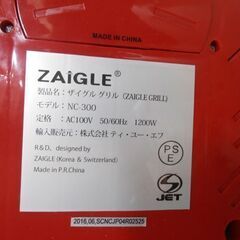 MADE IN CHINA
ZAIGLE®
製品名：ザイグル グリル（ZAIGLE GRILL）
モデル：NC-300
定格：AC100V 50/60Hz 1200W
輸入販売元：株式会社 ティ・ユー・エフ
R&D、designed by
ZAIGLE (Korea & Switzerland)
Made in P.R.China
PS
E
JET
2016,06,SCNCJP04R02525